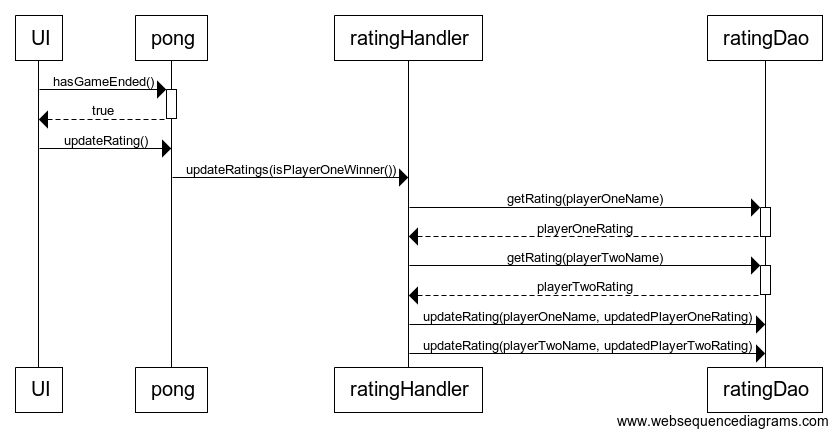 UI pong ratingHandler ratingDao
hasGameEnded()
true
updateRating()
updateRatings(isPlayerOneWinner())
getRating(playerOneName)
playerOneRating
getRating(playerTwoName)
playerTwoRating
updateRating(playerOneName, updatedPlayerOneRating)
updateRating(playerTwoName, updatedPlayerTwoRating)
UI pong ratingHandler ratingDao
www.websequencediagrams.com